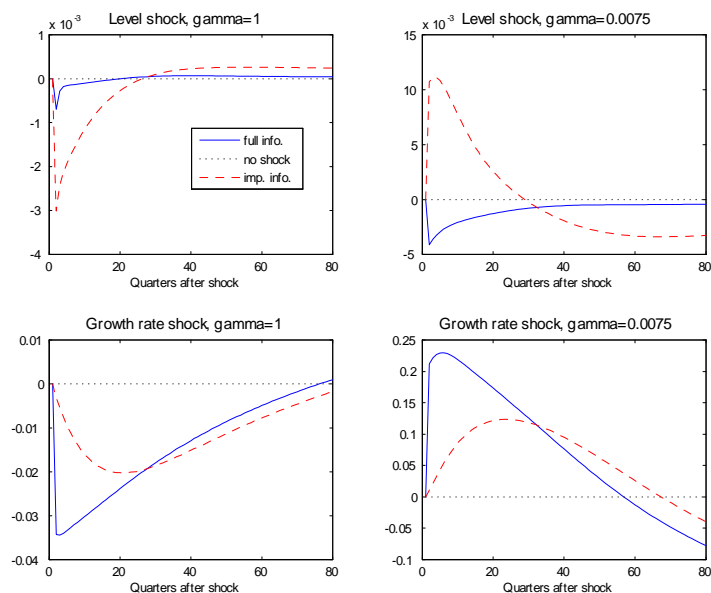 Level shock, gamma=1
x 10^-3
1
0
-1
-2
-3
-4
0 20 40 60 80
Quarters after shock
full info.
no shock
imp. info.
Level shock, gamma=0.0075
x 10^-3
15
10
5
0
-5
0 20 40 60 80
Quarters after shock
Growth rate shock, gamma=1
0.01
0
-0.01
-0.02
-0.03
-0.04
0 20 40 60 80
Quarters after shock
Growth rate shock, gamma=0.0075
0.25
0.2
0.15
0.1
0.05
0
-0.05
-0.1
0 20 40 60 80
Quarters after shock